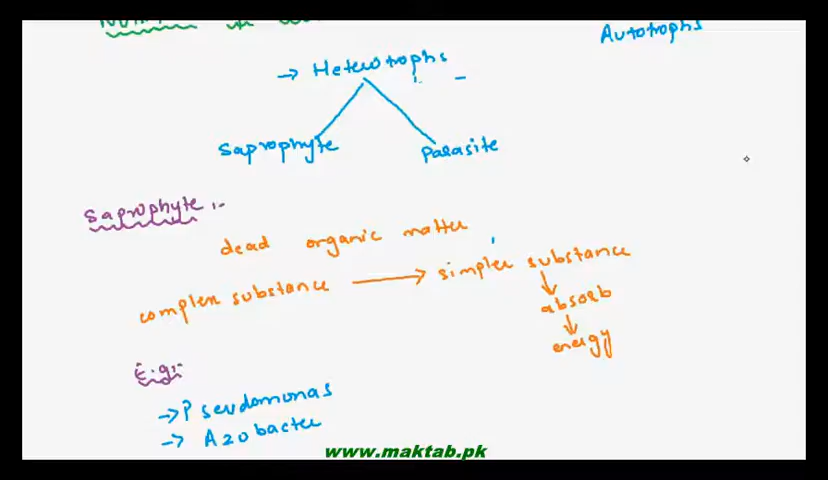 Autotrophs
→ Heterotrophs
Saprophyte Parasite
Saprophyte :-
dead organic matter
complex substance → simpler substance
absorb
energy
E.g:
→ Pseudomonas
→ Azobacter
www.maktab.pk